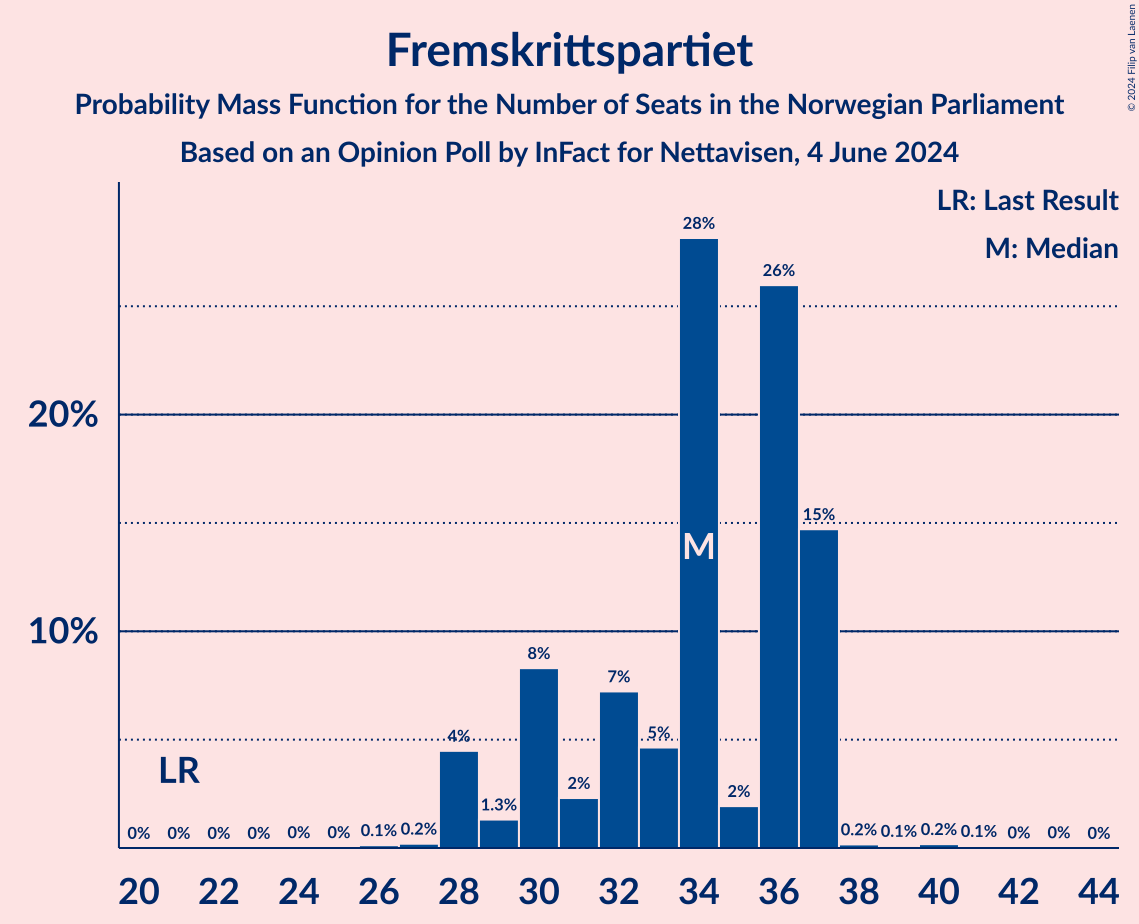 Fremskrittspartiet
Probability Mass Function for the Number of Seats in the Norwegian Parliament
Based on an Opinion Poll by InFact for Nettavisen, 4 June 2024
© 2024 Filip van Laenen
LR: Last Result
M: Median
28%
26%
20%
15%
M
10%
8%
7%
4%
5%
LR
2%
1.3%
2%
0% 0% 0% 0% 0% 0% 0.1% 0.2% 0.2% 0.1% 0.2% 0.1% 0% 0% 0%
20 22 24 26 28 30 32 34 36 38 40 42 44